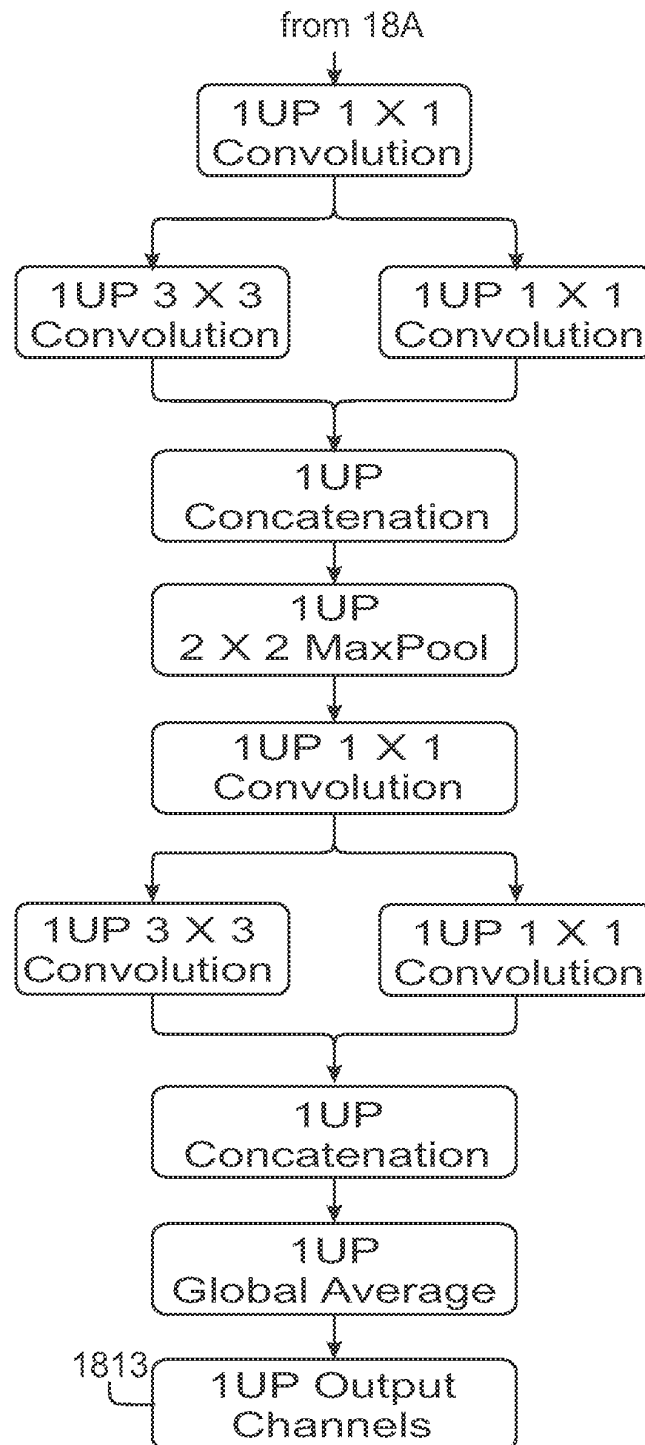 from 18A
1UP 1 X 1
Convolution
1UP 3 X 3
Convolution
1UP 1 X 1
Convolution
1UP
Concatenation
1UP
2 X 2 MaxPool
1UP 1 X 1
Convolution
1UP 3 X 3
Convolution
1UP 1 X 1
Convolution
1UP
Concatenation
1UP
Global Average
1813
1UP Output
Channels